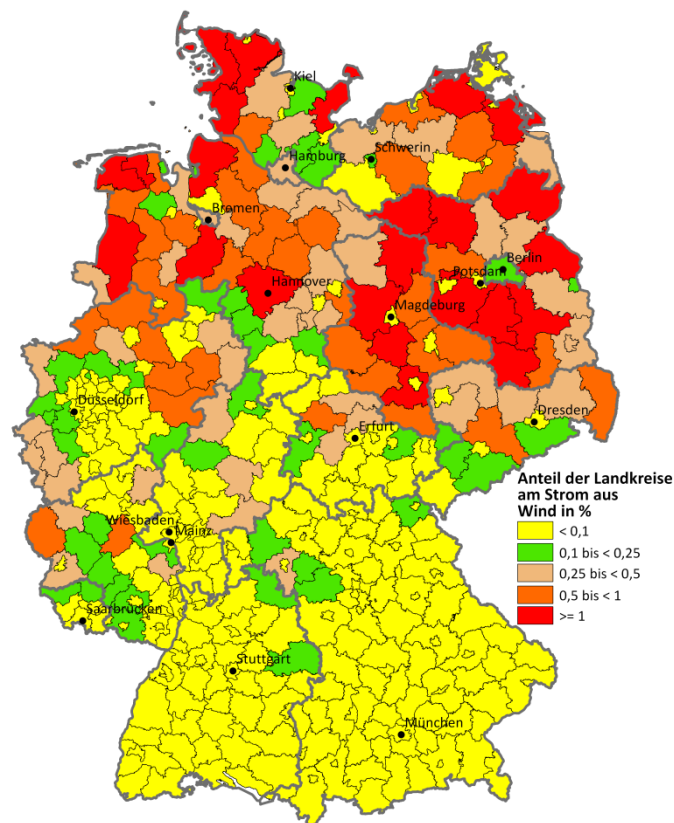 Kiel
Schwerin
Hamburg
Bremen
Berlin
Potsdam
Hannover
Magdeburg
Düsseldorf
Dresden
Erfurt
Anteil der Landkreise
am Strom aus
Wind in %
< 0,1
0,1 bis < 0,25
0,25 bis < 0,5
0,5 bis < 1
>= 1
Wiesbaden
Mainz
Saarbrücken
Stuttgart
München